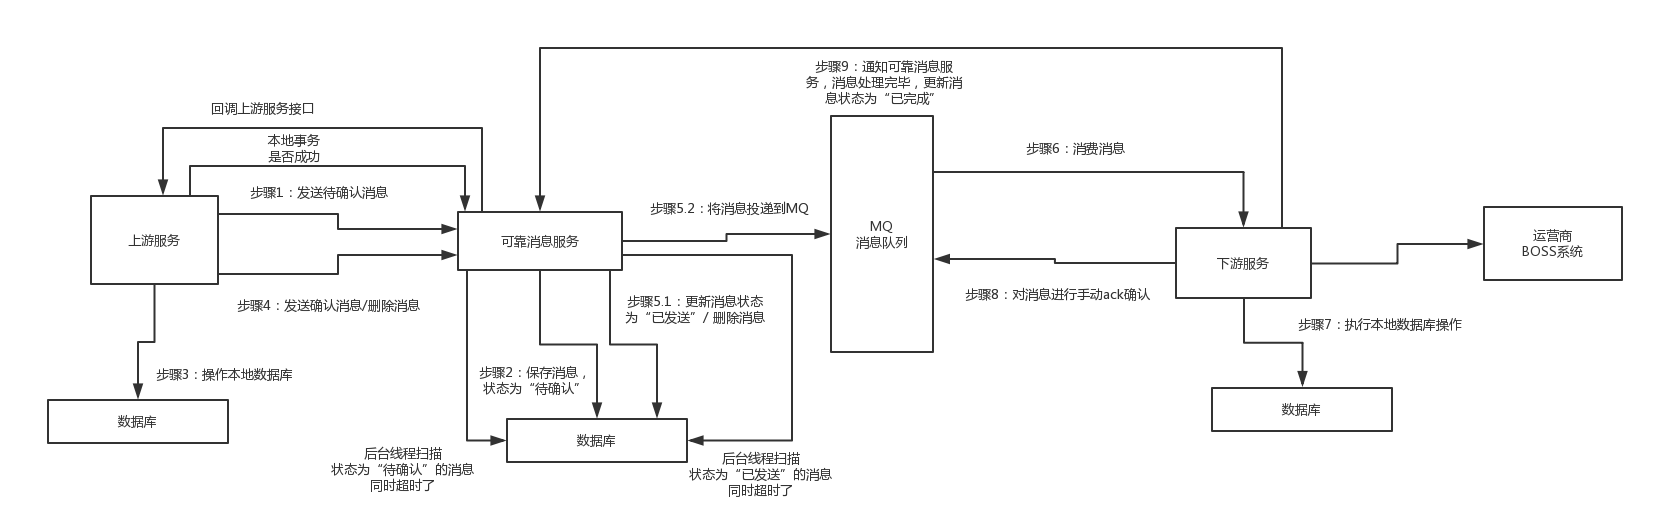 步骤9：通知可靠消息服
务，消息处理完毕，更新消
息状态为“已完成”
回调上游服务接口
本地事务
是否成功
步骤1：发送待确认消息
上游服务
步骤4：发送确认消息/删除消息
步骤3：操作本地数据库
数据库
可靠消息服务
步骤5.2：将消息投递到MQ
步骤5.1：更新消息状态
为“已发送”/ 删除消息
步骤2：保存消息，
状态为“待确认”
数据库
后台线程扫描
状态为“待确认”的消息
同时超时了
后台线程扫描
状态为“已发送”的消息
同时超时了
MQ
消息队列
步骤6：消费消息
步骤8：对消息进行手动ack确认
下游服务
步骤7：执行本地数据库操作
数据库
运营商
BOSS系统